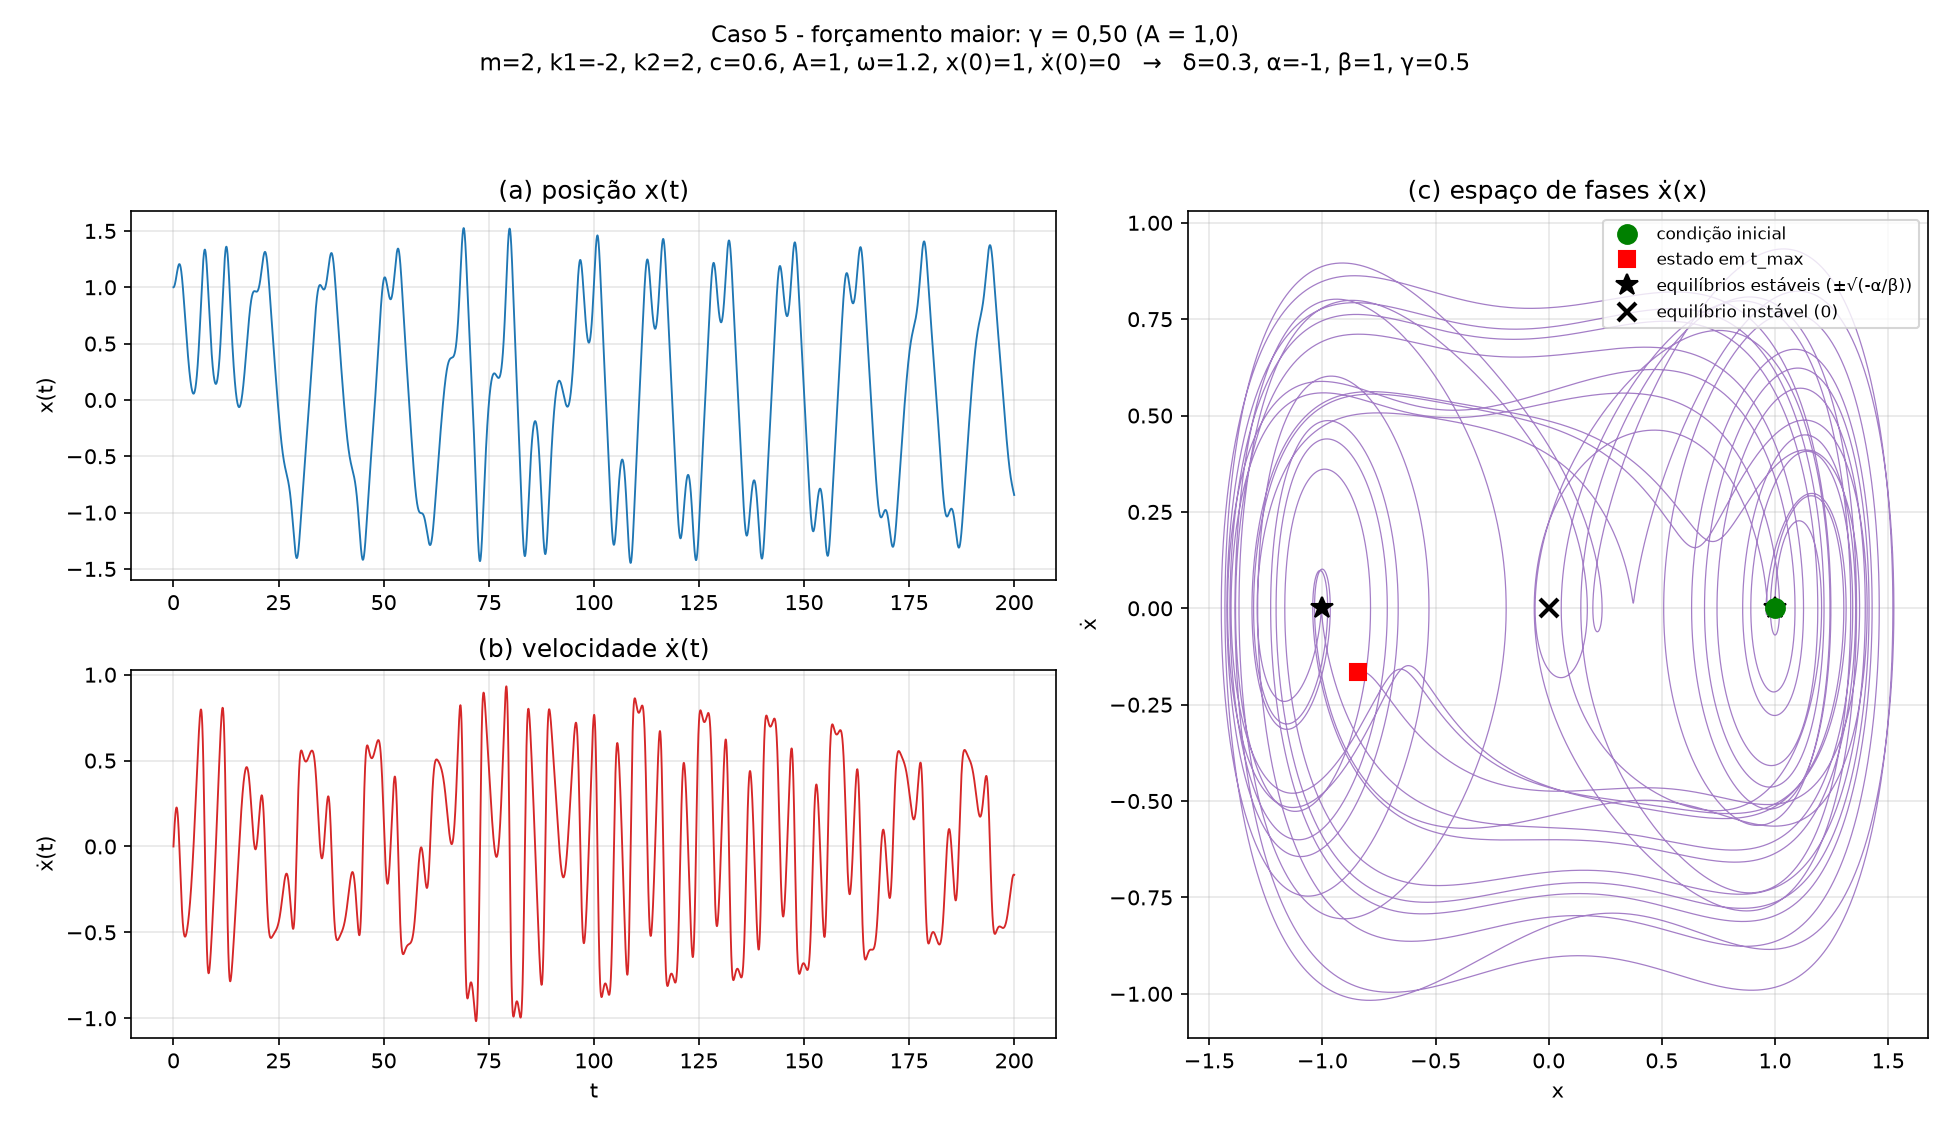 Caso 5 - forçamento maior: γ = 0,50 (A = 1,0)
m=2, k1=-2, k2=2, c=0.6, A=1, ω=1.2, x(0)=1, ẋ(0)=0 → δ=0.3, α=-1, β=1, γ=0.5
(a) posição x(t)
1.5
1.0
0.5
0.0
−0.5
−1.0
−1.5
x(t)
0 25 50 75 100 125 150 175 200
(b) velocidade ẋ(t)
1.0
0.5
0.0
−0.5
−1.0
ẋ(t)
0 25 50 75 100 125 150 175 200
t
(c) espaço de fases ẋ(x)
condição inicial
estado em t_max
equilíbrios estáveis (±√(-α/β))
equilíbrio instável (0)
1.00
0.75
0.50
0.25
0.00
−0.25
−0.50
−0.75
−1.00
ẋ
−1.5 −1.0 −0.5 0.0 0.5 1.0 1.5
x